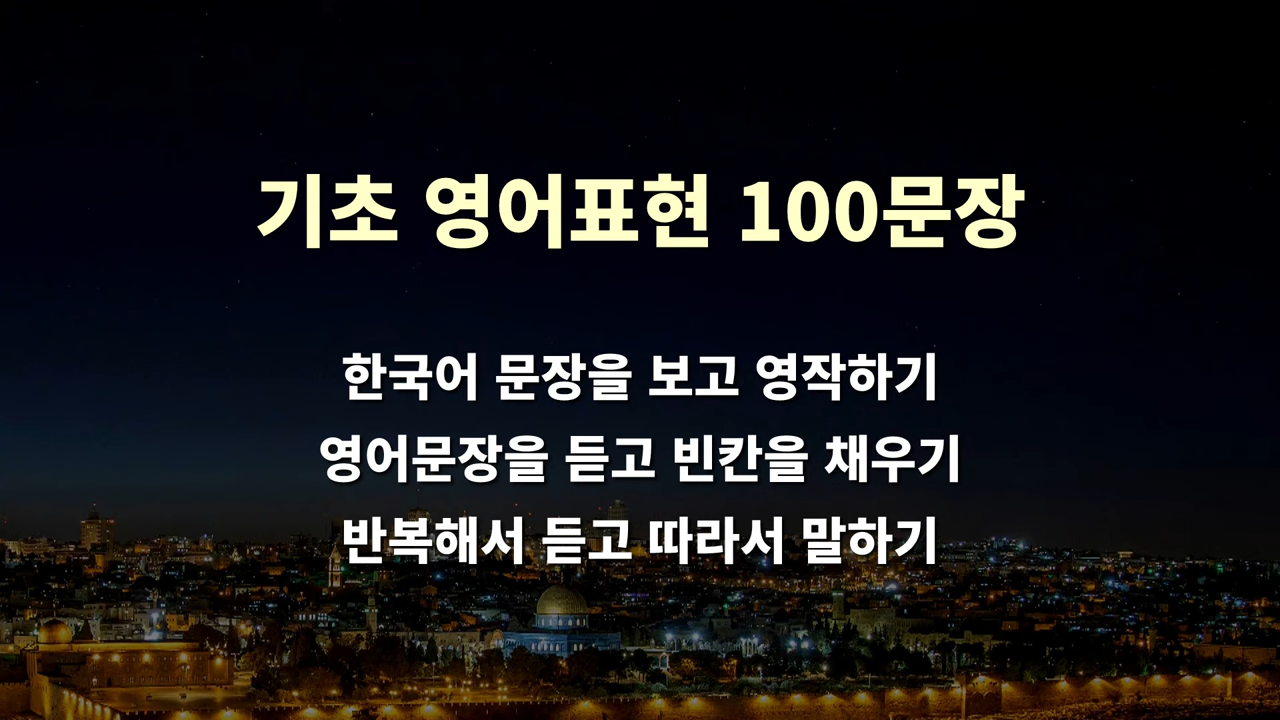 기초 영어표현 100문장
한국어 문장을 보고 영작하기
영어문장을 듣고 빈칸을 채우기
반복해서 듣고 따라서 말하기